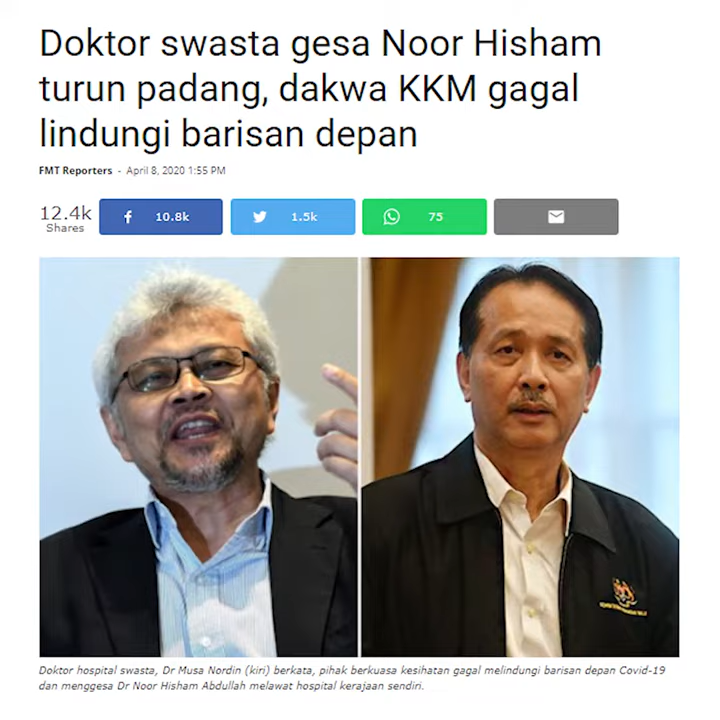 Doktor swasta gesa Noor Hisham
turun padang, dakwa KKM gagal
lindungi barisan depan
FMT Reporters - April 8, 2020 1:55 PM
12.4k
Shares
10.8k
1.5k
75
Doktor hospital swasta, Dr Musa Nordin (kiri) berkata, pihak berkuasa kesihatan gagal melindungi barisan depan Covid-19
dan menggesa Dr Noor Hisham Abdullah melawat hospital kerajaan sendiri.